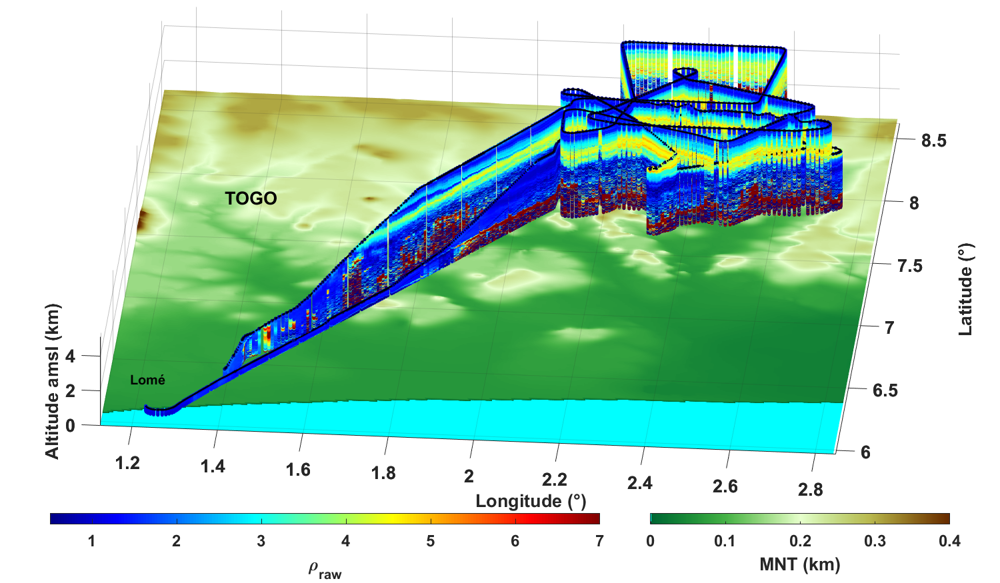 8.5
TOGO
8
7.5
Latitude (°)
7
Altitude amsl (km)
4
Lomé
2
6.5
0
6
1.2
1.4
1.6
1.8
2
2.2
2.4
2.6
2.8
Longitude (°)
1 2 3 4 5 6 7
ρraw
0 0.1 0.2 0.3 0.4
MNT (km)